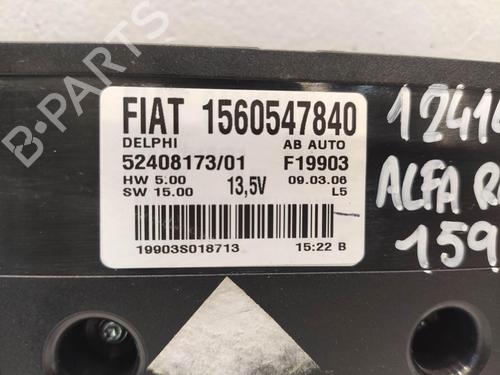 FIAT 1560547840
DELPHI AB AUTO
52408173/01 F19903
HW 5.00 13,5V 09.03.06
SW 15.00 L5
19903S018713 15:22 B
ALFA
159
B-PARTS